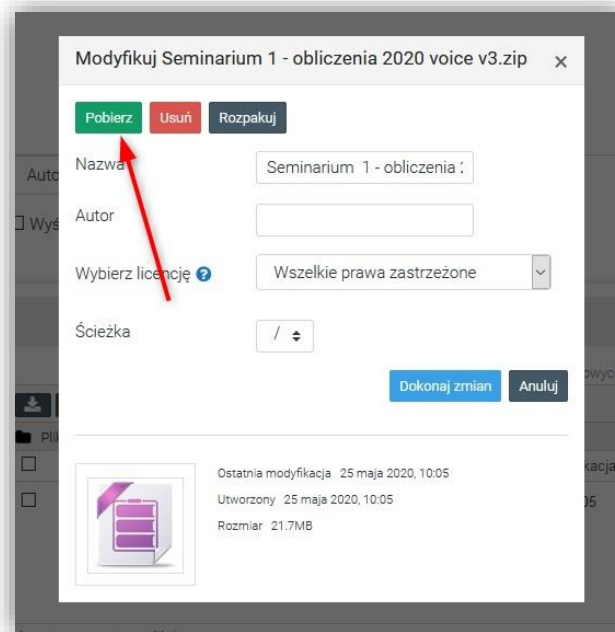 Modyfikuj Seminarium 1 - obliczenia 2020 voice v3.zip ×
Pobierz Usuń Rozpakuj
Nazwa
Seminarium 1 - obliczenia
Autor
Wybierz licencję ? Wszelkie prawa zastrzeżone
Ścieżka /
Dokonaj zmian Anuluj
Ostatnia modyfikacja 25 maja 2020, 10:05
Utworzony 25 maja 2020, 10:05
Rozmiar 21.7MB